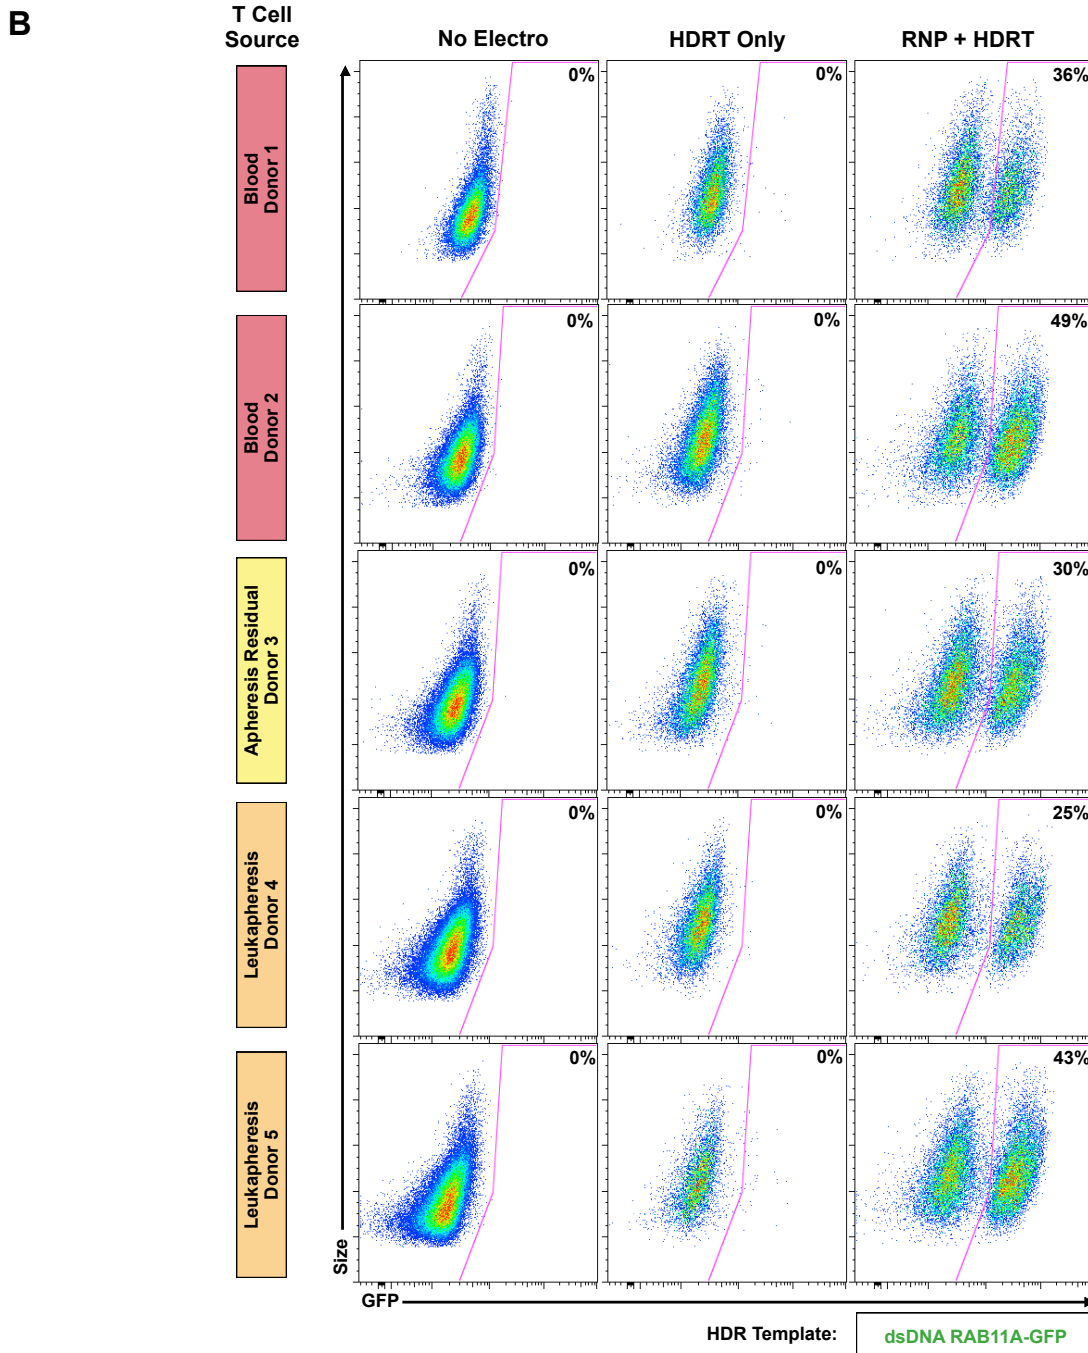 B
T Cell
Source
No Electro
HDRT Only
RNP + HDRT
Blood
Donor 1
0%
0%
36%
Blood
Donor 2
0%
0%
49%
Apheresis Residual
Donor 3
0%
0%
30%
Leukapheresis
Donor 4
0%
0%
25%
Leukapheresis
Donor 5
0%
0%
43%
Size
GFP
HDR Template:
dsDNA RAB11A-GFP